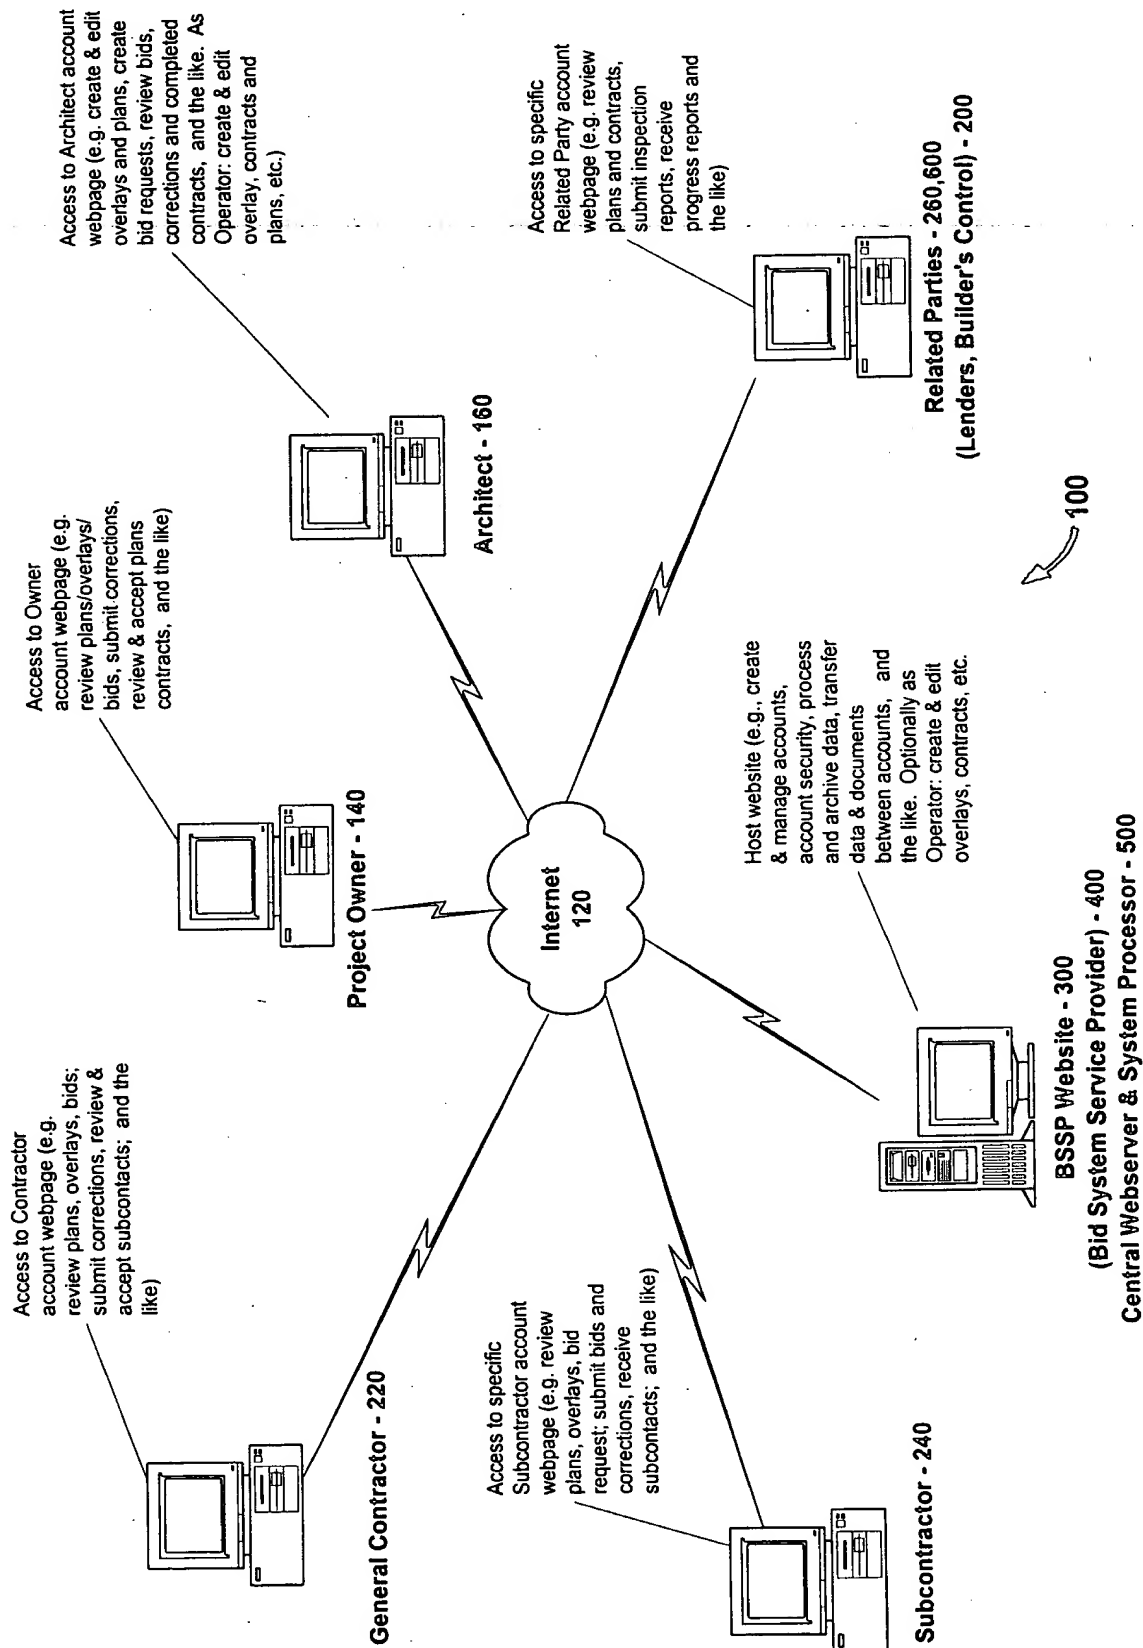 Access to Contractor
account webpage (e.g.
review plans, overlays, bids;
submit corrections, review &
accept subcontacts; and the
like)
General Contractor - 220
Access to Owner
account webpage (e.g.
review plans/overlays/
bids, submit corrections,
review & accept plans
contracts, and the like)
Project Owner - 140
Access to Architect account
webpage (e.g. create & edit
overlays and plans, create
bid requests, review bids,
corrections and completed
contracts, and the like. As
Operator: create & edit
overlay, contracts and
plans, etc.)
Architect - 160
Internet
120
Access to specific
Subcontractor account
webpage (e.g. review
plans, overlays, bid
request; submit bids and
corrections, receive
subcontacts; and the like)
Subcontractor - 240
Host website (e.g., create
& manage accounts,
account security, process
and archive data, transfer
data & documents
between accounts, and
the like. Optionally as
Operator: create & edit
overlays, contracts, etc.
BSSP Website - 300
(Bid System Service Provider) - 400
Central Webserver & System Processor - 500
Access to specific
Related Party account
webpage (e.g. review
plans and contracts,
submit inspection
reports, receive
progress reports and
the like)
Related Parties - 260,600
(Lenders, Builder's Control) - 200
100